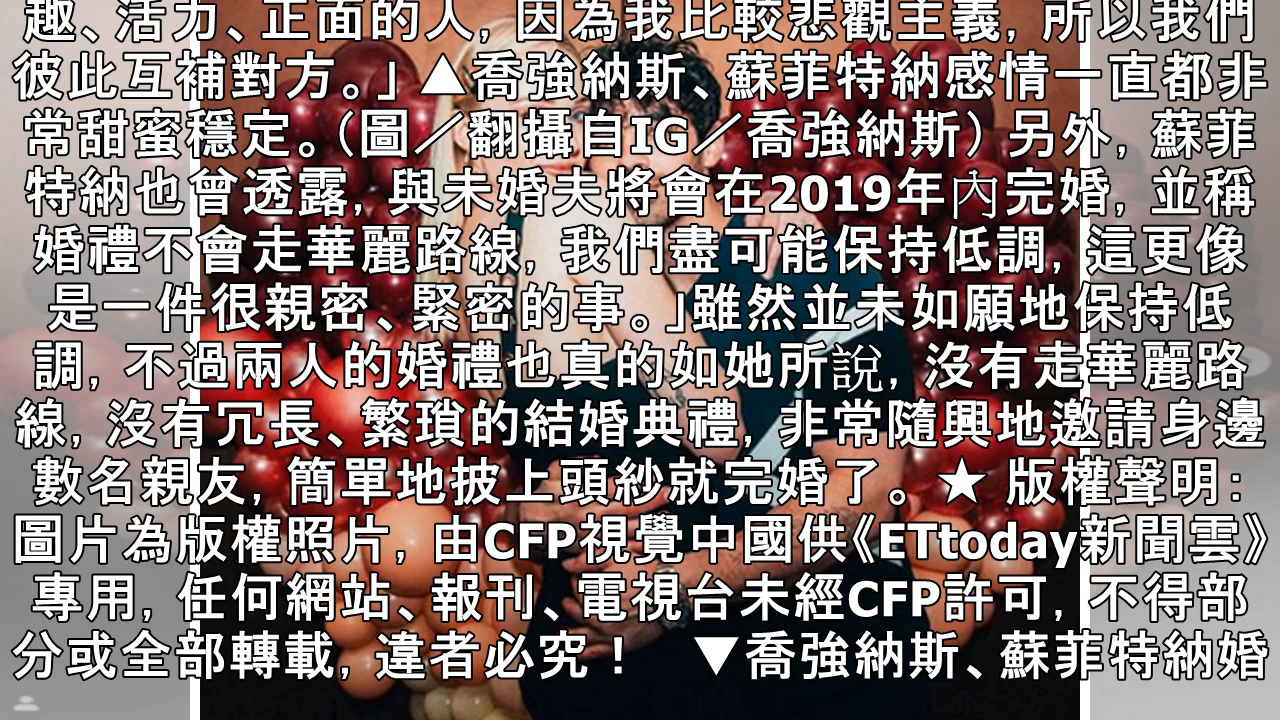 趣、活力、正面的人, 因為我比較悲觀主義, 所以我們
彼此互補對方。」▲喬強納斯、蘇菲特納感情一直都非
常甜蜜穩定。(圖／翻攝自IG／喬強納斯) 另外, 蘇菲
特納也曾透露, 與未婚夫將會在2019年內完婚, 並稱
婚禮不會走華麗路線, 我們盡可能保持低調, 這更像
是一件很親密、緊密的事。」雖然並未如願地保持低
調, 不過兩人的婚禮也真的如她所說, 沒有走華麗路
線, 沒有冗長、繁瑣的結婚典禮, 非常隨興地邀請身邊
數名親友, 簡單地披上頭紗就完婚了。★ 版權聲明:
圖片為版權照片, 由CFP視覺中國供《ETtoday新聞雲》
專用, 任何網站、報刊、電視台未經CFP許可, 不得部
分或全部轉載, 違者必究！ ▼喬強納斯、蘇菲特納婚